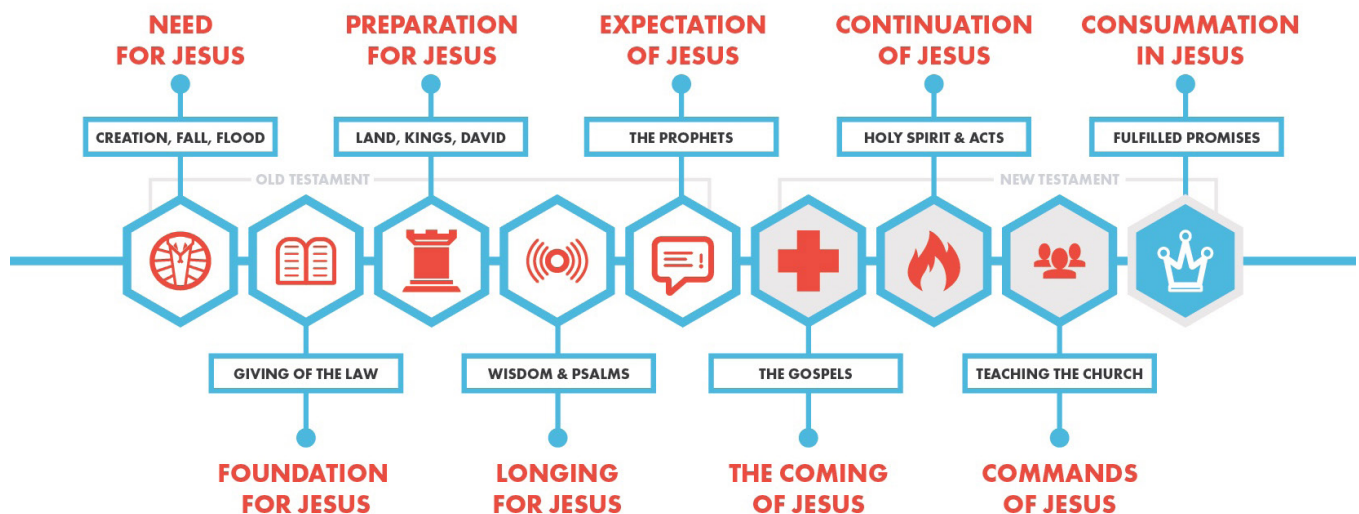 NEED
FOR JESUS
PREPARATION
FOR JESUS
EXPECTATION
OF JESUS
CONTINUATION
OF JESUS
CONSUMMATION
IN JESUS
CREATION, FALL, FLOOD
LAND, KINGS, DAVID
THE PROPHETS
HOLY SPIRIT & ACTS
FULFILLED PROMISES
OLD TESTAMENT
NEW TESTAMENT
GIVING OF THE LAW
WISDOM & PSALMS
THE GOSPELS
TEACHING THE CHURCH
FOUNDATION
FOR JESUS
LONGING
FOR JESUS
THE COMING
OF JESUS
COMMANDS
OF JESUS